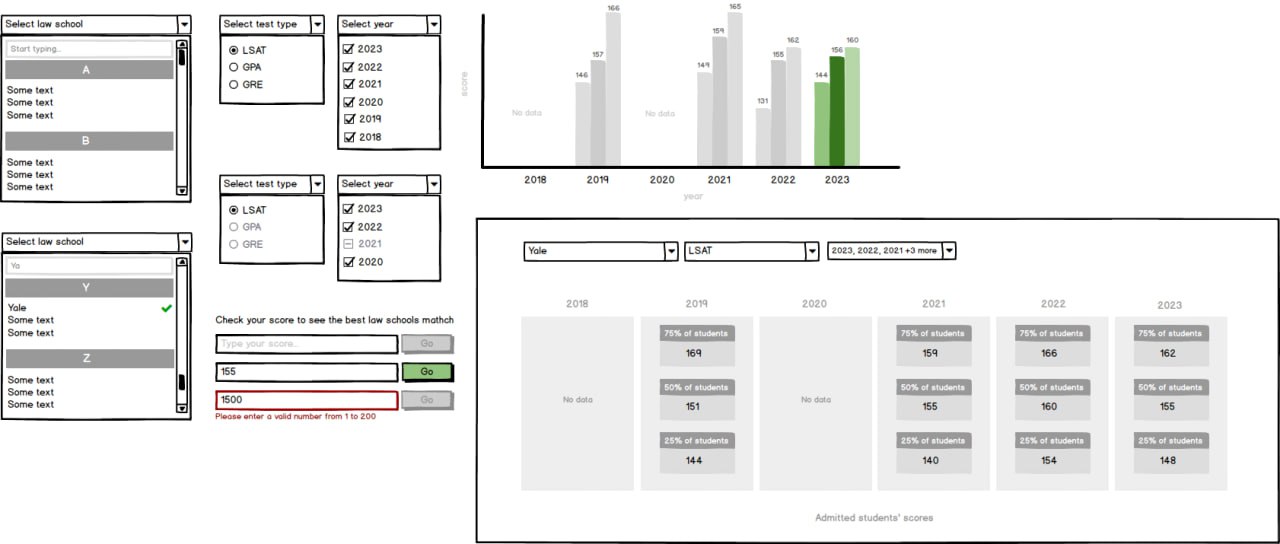 Select law school
Start typing...
A
Some text
Some text
Some text
B
Some text
Some text
Some text
Select test type
LSAT
GPA
GRE
Select year
2023
2022
2021
2020
2019
2018
Select law school
Ya
Y
Yale
Some text
Some text
Z
Some text
Some text
Some text
Select test type
LSAT
GPA
GRE
Select year
2023
2022
2021
2020
Check your score to see the best law schools mathch
Type your score... Go
155 Go
1500 Go
Please enter a valid number from 1 to 200
score
No data
146 157 166
No data
149 159 165
131 155 162
144 156 160
2018 2019 2020 2021 2022 2023
year
Yale LSAT 2023, 2022, 2021 +3 more
2018 2019 2020 2021 2022 2023
75% of students 75% of students 75% of students 75% of students
169 159 166 162
50% of students 50% of students 50% of students 50% of students
No data 151 No data 155 160 155
25% of students 25% of students 25% of students 25% of students
144 140 154 148
Admitted students' scores